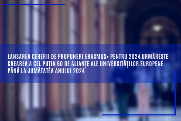 LANSAREA CERERII DE PROPUNERI ERASMUS+ PENTRU 2024 URMĂREȘTE
CREAREA A CEL PUȚIN 60 DE ALIANȚE ALE UNIVERSITĂȚILOR EUROPENE
PÂNĂ LA JUMĂTATEA ANULUI 2024